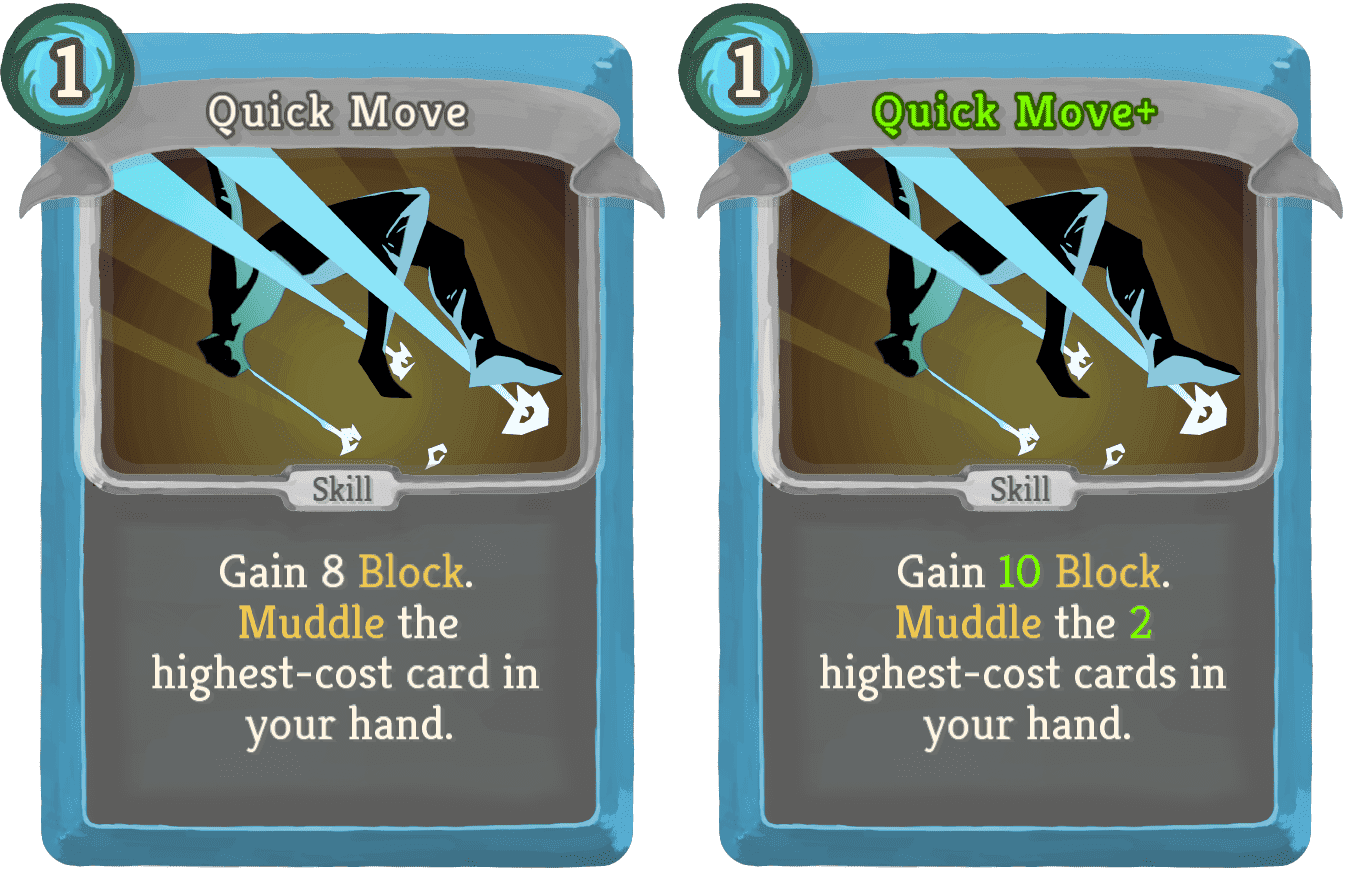 1
Quick Move
Skill
Gain 8 Block.
Muddle the
highest-cost card in
your hand.
1
Quick Move+
Skill
Gain 10 Block.
Muddle the 2
highest-cost cards in
your hand.